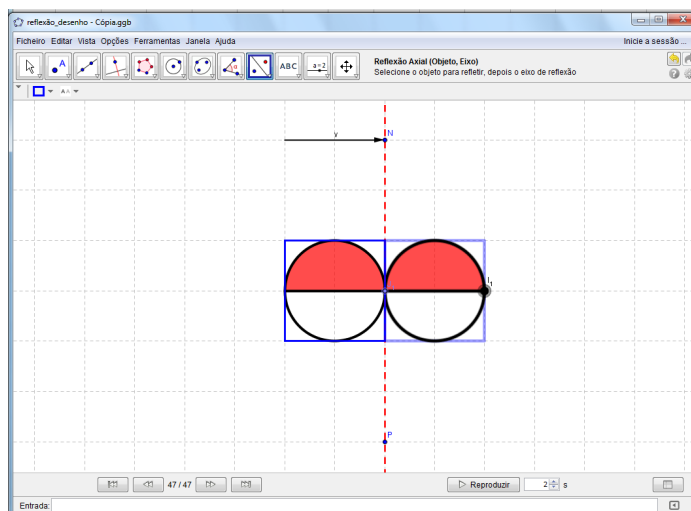 reflexão_desenho - Cópia.ggb
Ficheiro Editar Vista Opções Ferramentas Janela Ajuda
Inicie a sessão ...
ABC
a=2
Reflexão Axial (Objeto, Eixo)
Selecione o objeto para refletir, depois o eixo de reflexão
y
N
I1
P
47 / 47
Reproduzir
2 s
Entrada: